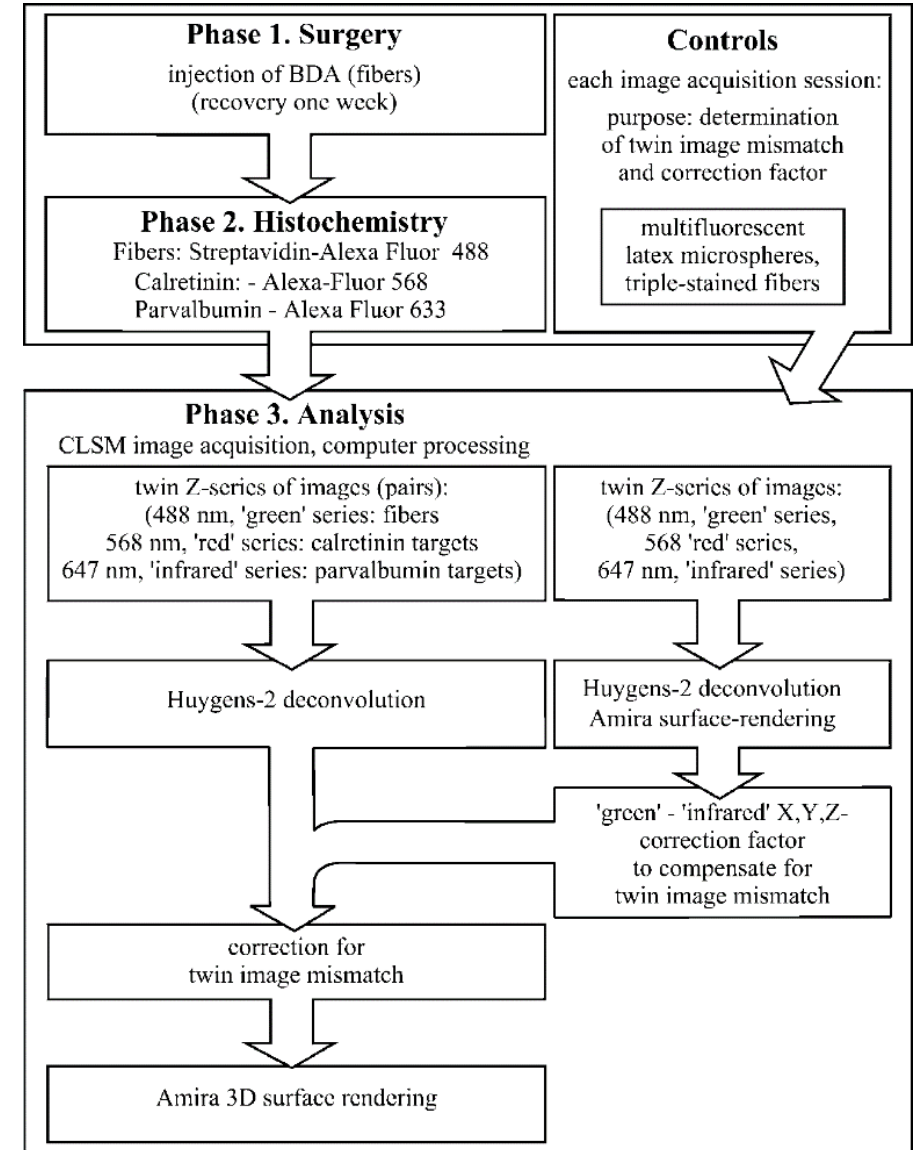 Phase 1. Surgery
injection of BDA (fibers)
(recovery one week)
Controls
each image acquisition session:
purpose: determination
of twin image mismatch
and correction factor
multifluorescent
latex microspheres,
triple-stained fibers
Phase 2. Histochemistry
Fibers: Streptavidin-Alexa Fluor 488
Calretinin: - Alexa-Fluor 568
Parvalbumin - Alexa Fluor 633
Phase 3. Analysis
CLSM image acquisition, computer processing
twin Z-series of images (pairs):
(488 nm, 'green' series: fibers
568 nm, 'red' series: calretinin targets
647 nm, 'infrared' series: parvalbumin targets)
twin Z-series of images:
(488 nm, 'green' series,
568 'red' series,
647 nm, 'infrared' series)
Huygens-2 deconvolution
Huygens-2 deconvolution
Amira surface-rendering
'green' - 'infrared' X,Y,Z-
correction factor
to compensate for
twin image mismatch
correction for
twin image mismatch
Amira 3D surface rendering